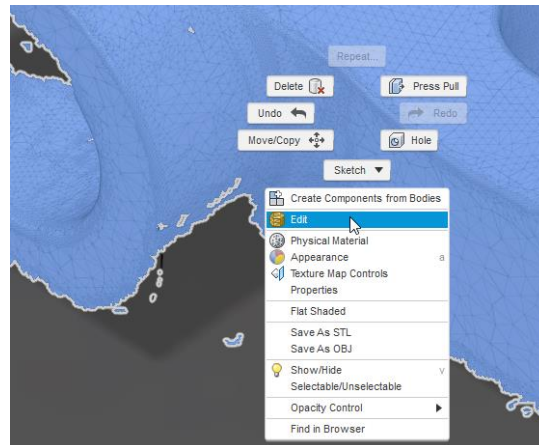 Repeat...
Delete
Press Pull
Undo
Redo
Move/Copy
Hole
Sketch
Create Components from Bodies
Edit
Physical Material
Appearance a
Texture Map Controls
Properties
Flat Shaded
Save As STL
Save As OBJ
Show/Hide v
Selectable/Unselectable
Opacity Control
Find in Browser